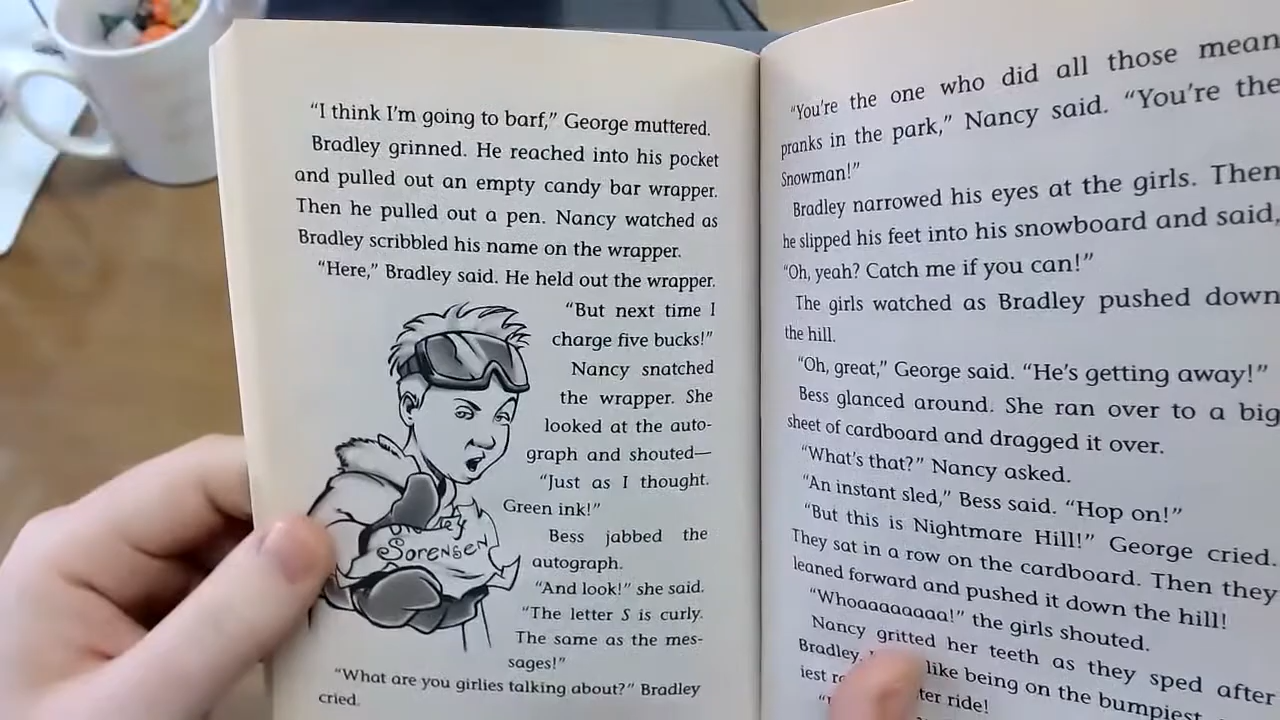 “I think I’m going to barf,” George muttered.
Bradley grinned. He reached into his pocket
and pulled out an empty candy bar wrapper.
Then he pulled out a pen. Nancy watched as
Bradley scribbled his name on the wrapper.
“Here,” Bradley said. He held out the wrapper.
“But next time I
charge five bucks!”
Nancy snatched
the wrapper. She
looked at the auto-
graph and shouted—
“Just as I thought.
Green ink!”
Bess jabbed the
autograph.
“And look!” she said.
“The letter S is curly.
The same as the mes-
sages!”
“What are you girlies talking about?” Bradley
cried.
Sorensen
“You’re the one who did all those mean
pranks in the park,” Nancy said. “You’re the
Snowman!”
Bradley narrowed his eyes at the girls. Then
he slipped his feet into his snowboard and said,
“Oh, yeah? Catch me if you can!”
The girls watched as Bradley pushed down
the hill.
“Oh, great,” George said. “He’s getting away!”
Bess glanced around. She ran over to a big
sheet of cardboard and dragged it over.
“What’s that?” Nancy asked.
“An instant sled,” Bess said. “Hop on!”
“But this is Nightmare Hill!” George cried.
They sat in a row on the cardboard. Then they
leaned forward and pushed it down the hill!
“Whoaaaaaaaa!” the girls shouted.
Nancy gritted her teeth as they sped after
Bradley. like being on the bumpiest
ride!